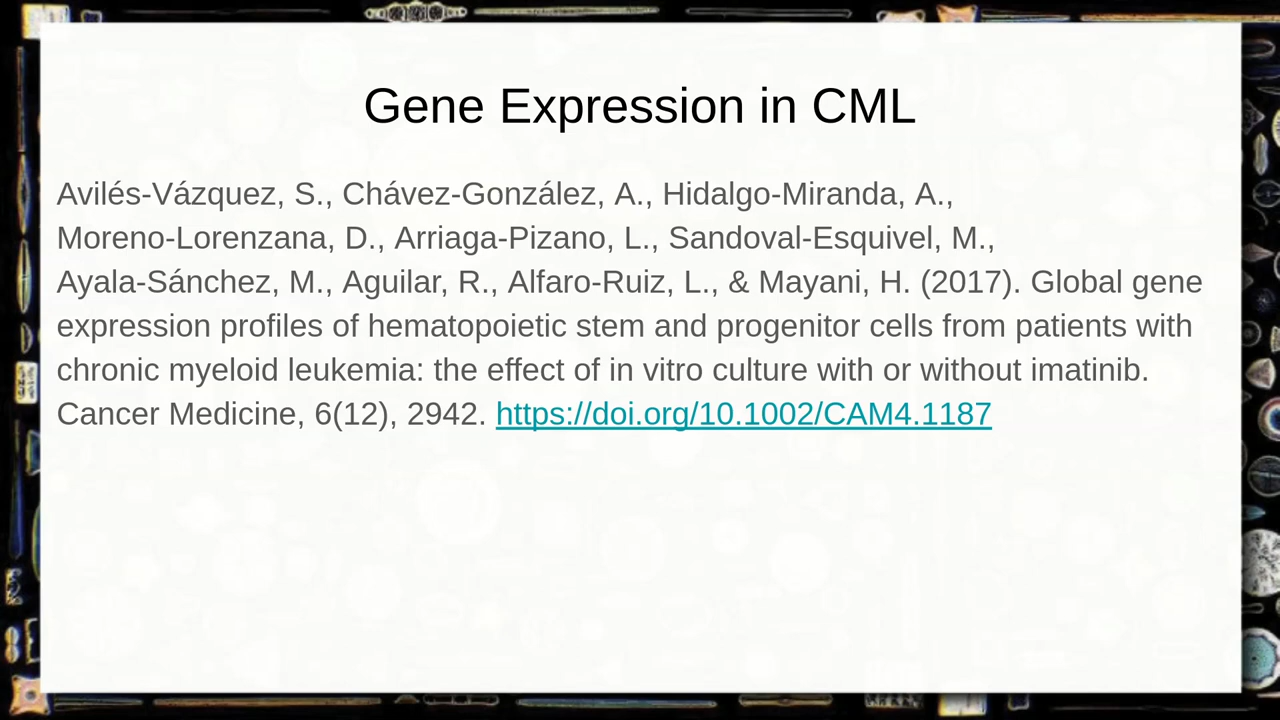 Gene Expression in CML
Avilés-Vázquez, S., Chávez-González, A., Hidalgo-Miranda, A.,
Moreno-Lorenzana, D., Arriaga-Pizano, L., Sandoval-Esquivel, M.,
Ayala-Sánchez, M., Aguilar, R., Alfaro-Ruiz, L., & Mayani, H. (2017). Global gene
expression profiles of hematopoietic stem and progenitor cells from patients with
chronic myeloid leukemia: the effect of in vitro culture with or without imatinib.
Cancer Medicine, 6(12), 2942. https://doi.org/10.1002/CAM4.1187